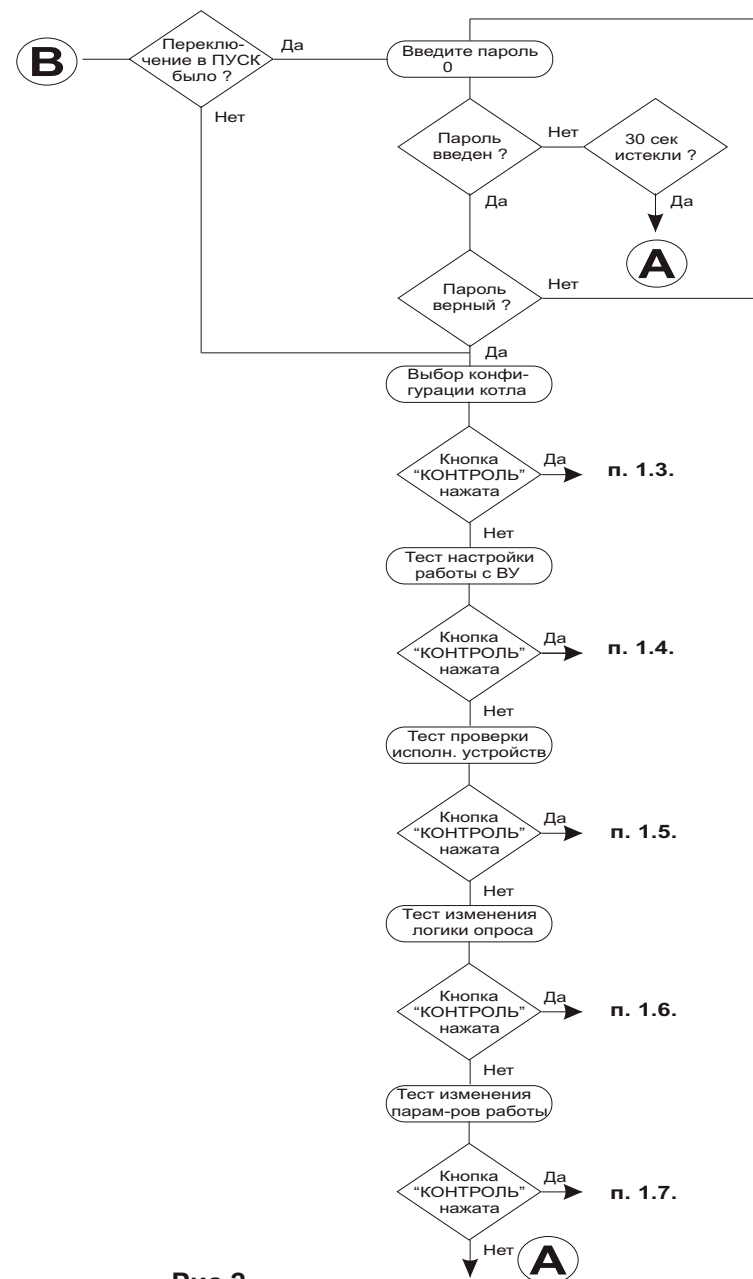 В
Переклю-
чение в ПУСК
было ?
Да
Нет
Введите пароль
0
Пароль
введен ?
Нет
Да
30 сек
истекли ?
Да
А
Пароль
верный ?
Нет
Да
Выбор конфи-
гурации котла
Кнопка
“КОНТРОЛЬ”
нажата
Да
п. 1.3.
Нет
Тест настройки
работы с ВУ
Кнопка
“КОНТРОЛЬ”
нажата
Да
п. 1.4.
Нет
Тест проверки
исполн. устройств
Кнопка
“КОНТРОЛЬ”
нажата
Да
п. 1.5.
Нет
Тест изменения
логики опроса
Кнопка
“КОНТРОЛЬ”
нажата
Да
п. 1.6.
Нет
Тест изменения
парам-ров работы
Кнопка
“КОНТРОЛЬ”
нажата
Да
п. 1.7.
Нет
А
Рис.2